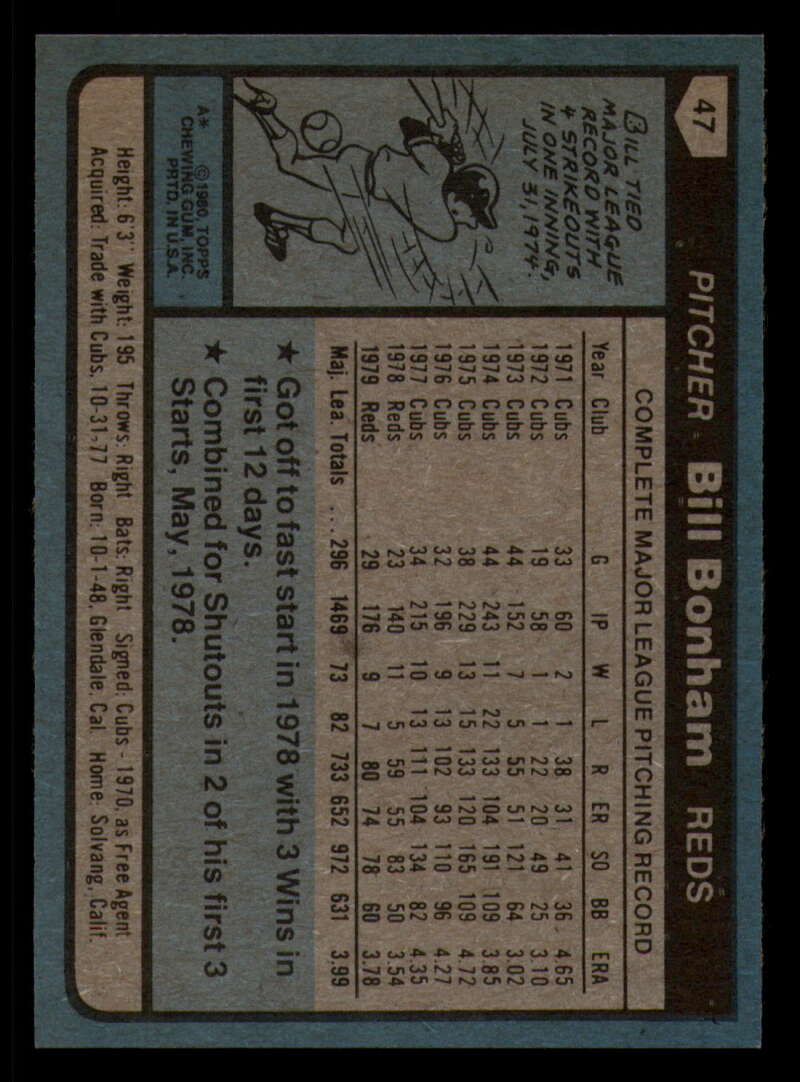 47
PITCHER · Bill Bonham REDS
BILL TIED
MAJOR LEAGUE
RECORD WITH
4 STRIKEOUTS
IN ONE INNING,
JULY 31, 1974.
A* ©1980, TOPPS
CHEWING GUM, INC.
PRTD. IN U.S.A.
COMPLETE MAJOR LEAGUE PITCHING RECORD
Year Club G IP W L R ER SO BB ERA
1971 Cubs 33 60 2 1 38 31 41 36 4.65
1972 Cubs 19 58 1 1 22 20 49 25 3.10
1973 Cubs 44 152 7 5 55 51 121 64 3.02
1974 Cubs 44 243 11 22 133 104 191 109 3.85
1975 Cubs 38 229 13 15 133 120 165 109 4.72
1976 Cubs 32 196 9 13 102 93 110 96 4.27
1977 Cubs 34 215 10 13 111 104 134 82 4.35
1978 Reds 23 140 11 5 59 55 83 50 3.54
1979 Reds 29 176 9 7 80 74 78 60 3.78
Maj. Lea. Totals ... 296 1469 73 82 733 652 972 631 3.99
★ Got off to fast start in 1978 with 3 Wins in
first 12 days.
★ Combined for Shutouts in 2 of his first 3
Starts, May, 1978.
Height: 6'3" Weight: 195 Throws: Right Bats: Right Signed: Cubs - 1970, as Free Agent
Acquired: Trade with Cubs, 10-31-77 Born: 10-1-48, Glendale, Cal. Home: Solvang, Calif.